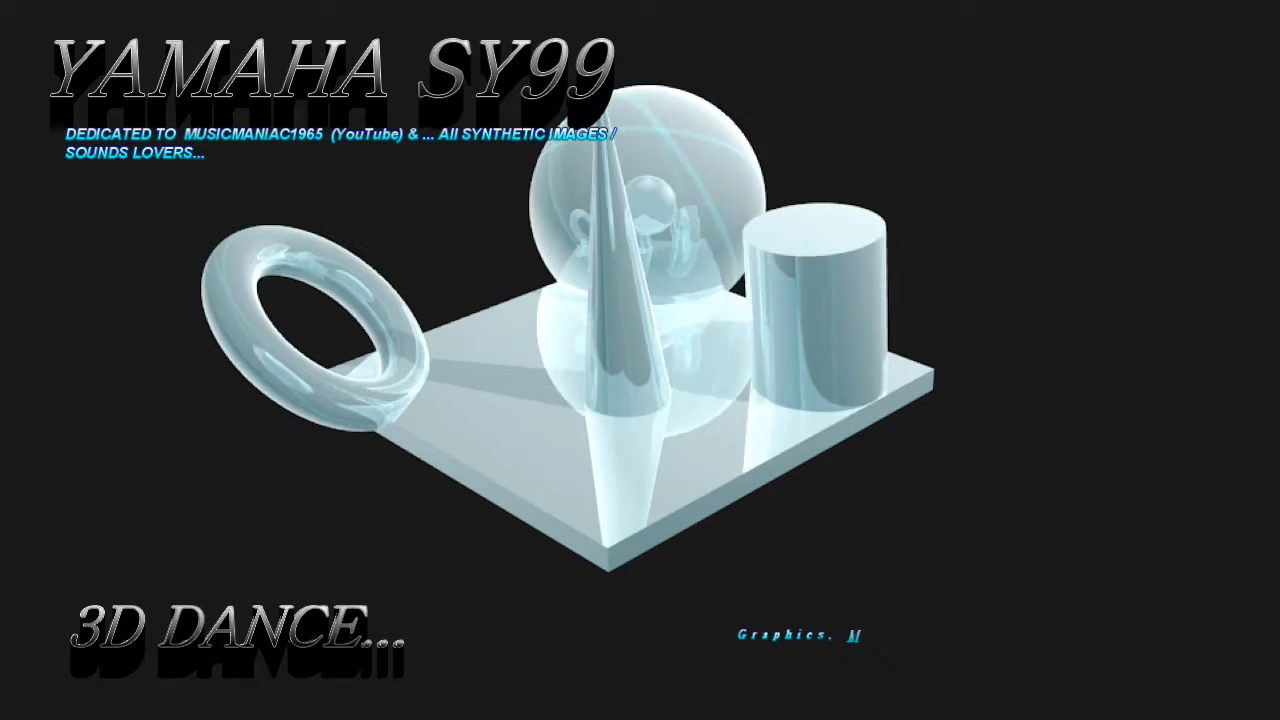 YAMAHA SY99
DEDICATED TO MUSICMANIAC1965 (YouTube) & ... All SYNTHETIC IMAGES /
SOUNDS LOVERS...
3D DANCE...
Graphics, M